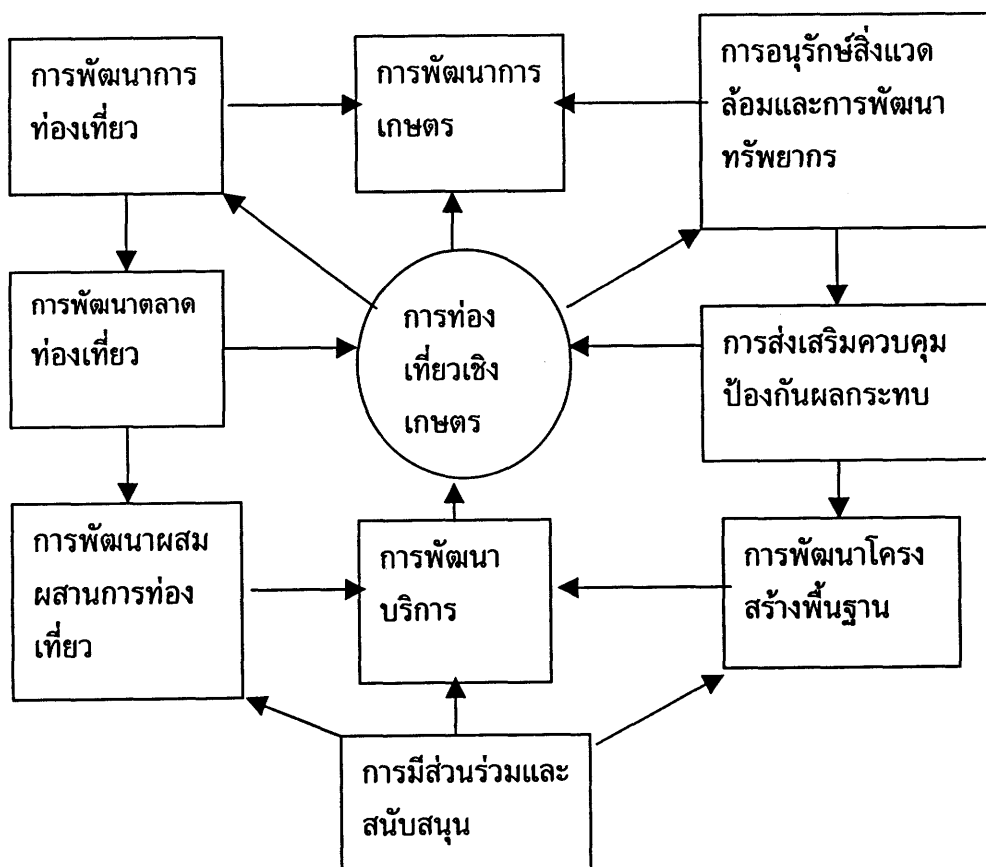 การพัฒนาการ
ท่องเที่ยว
การพัฒนาการ
เกษตร
การอนุรักษ์สิ่งแวด
ล้อมและการพัฒนา
ทรัพยากร
การพัฒนาตลาด
ท่องเที่ยว
การท่อง
เที่ยวเชิง
เกษตร
การส่งเสริมควบคุม
ป้องกันผลกระทบ
การพัฒนาผสม
ผสานการท่อง
เที่ยว
การพัฒนา
บริการ
การพัฒนาโครง
สร้างพื้นฐาน
การมีส่วนร่วมและ
สนับสนุน